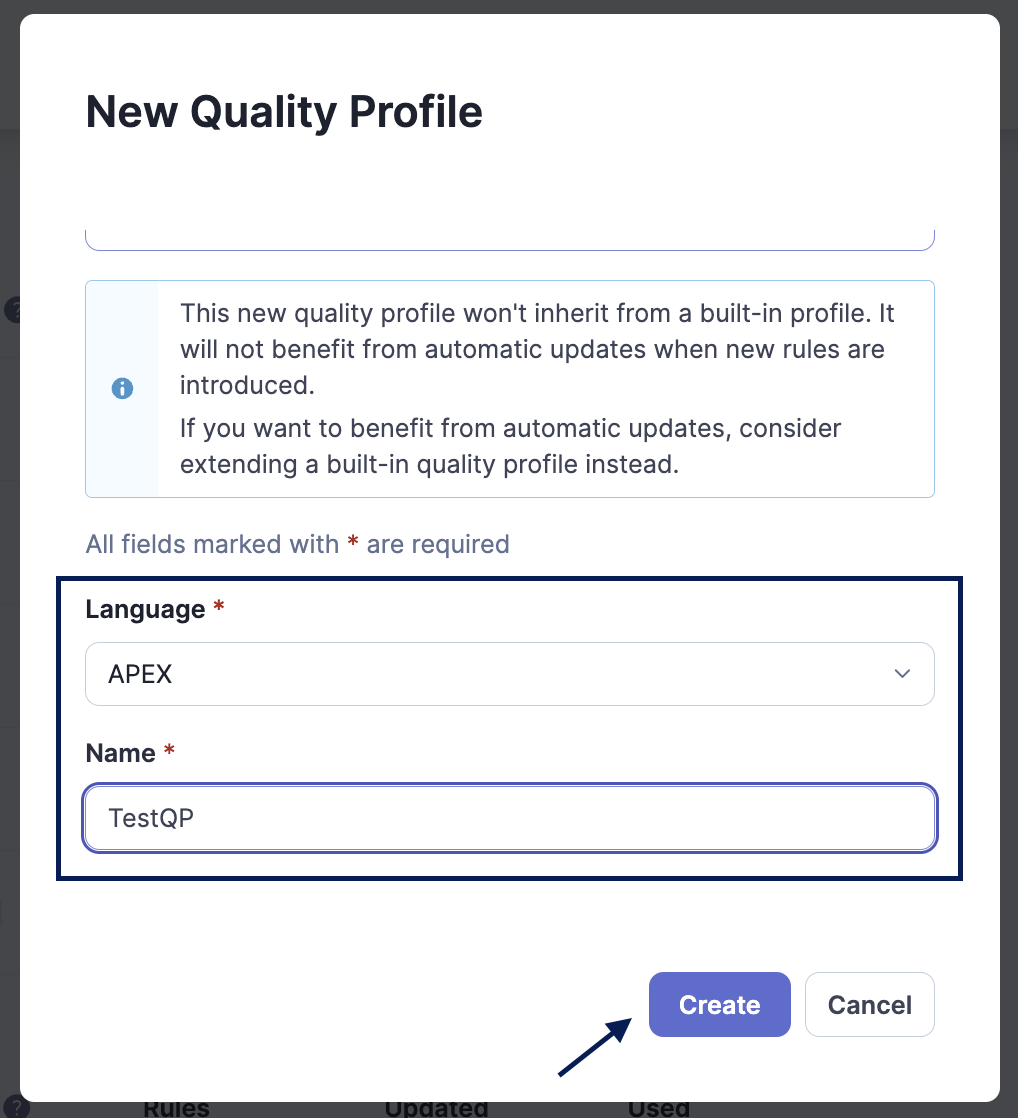 New Quality Profile
This new quality profile won't inherit from a built-in profile. It
will not benefit from automatic updates when new rules are
introduced.
If you want to benefit from automatic updates, consider
extending a built-in quality profile instead.
All fields marked with * are required
Language *
APEX
Name *
TestQP
Create
Cancel
Rules Updated Used